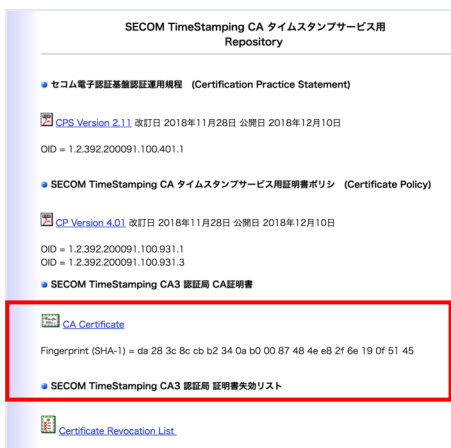 SECOM TimeStamping CA タイムスタンプサービス用
Repository
セコム電子認証基盤認証運用規程 (Certification Practice Statement)
CPS Version 2.11 改訂日 2018年11月28日 公開日 2018年12月10日
OID = 1.2.392.200091.100.401.1
SECOM TimeStamping CA タイムスタンプサービス用証明書ポリシ (Certificate Policy)
CP Version 4.01 改訂日 2018年11月28日 公開日 2018年12月10日
OID = 1.2.392.200091.100.931.1
OID = 1.2.392.200091.100.931.3
SECOM TimeStamping CA3 認証局 CA証明書
CA Certificate
Fingerprint (SHA-1) = da 28 3c 8c cb b2 34 0a b0 00 87 48 4e e8 2f 6e 19 0f 51 45
SECOM TimeStamping CA3 認証局 証明書失効リスト
Certificate Revocation List